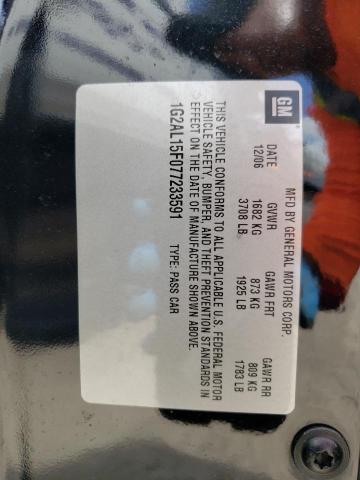 GM
MFD BY GENERAL MOTORS CORP.
DATE GVWR GAWR FRT GAWR RR
12/06 1682 KG 873 KG 809 KG
3708 LB. 1925 LB 1783 LB
THIS VEHICLE CONFORMS TO ALL APPLICABLE U.S. FEDERAL MOTOR
VEHICLE SAFETY, BUMPER, AND THEFT PREVENTION STANDARDS IN
EFFECT ON THE DATE OF MANUFACTURE SHOWN ABOVE.
1G2AL15F077233591 TYPE: PASS CAR